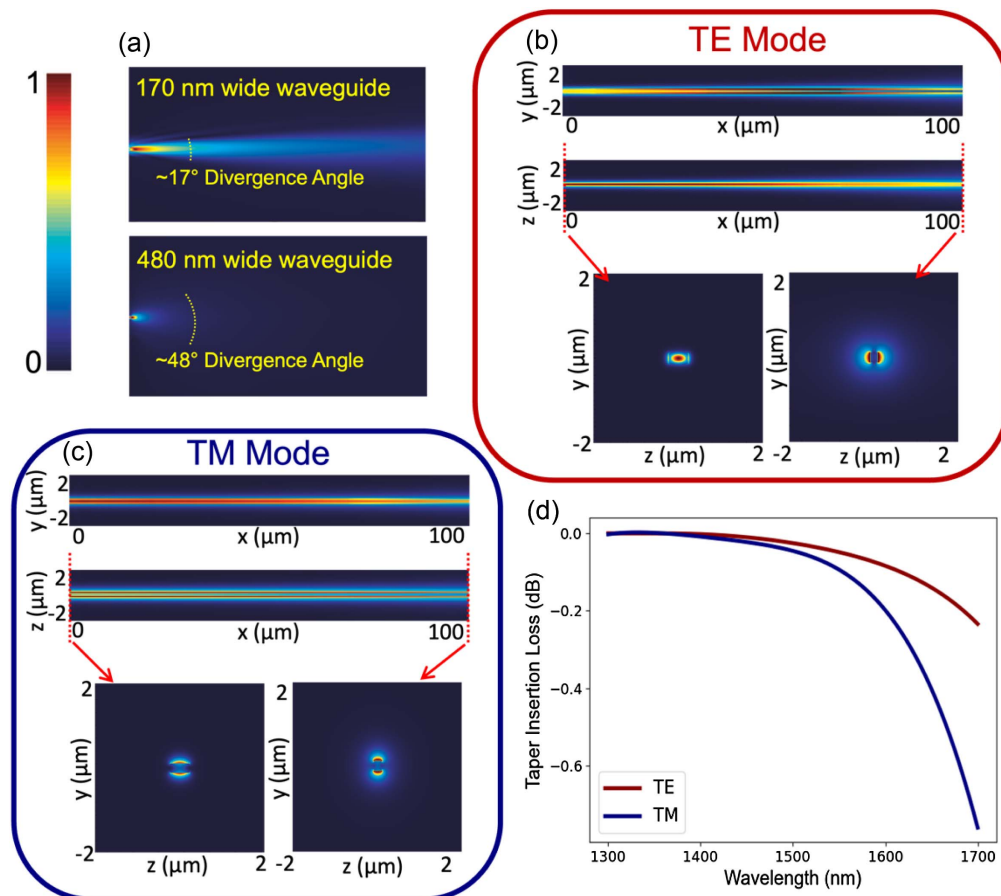 (a)
1
0
170 nm wide waveguide
~17° Divergence Angle
480 nm wide waveguide
~48° Divergence Angle
(b)
TE Mode
y (μm)
2
-2
0
x (μm)
100
z (μm)
2
-2
0
x (μm)
100
y (μm)
2
-2
z (μm)
2
y (μm)
2
-2
z (μm)
2
(c)
TM Mode
y (μm)
2
-2
0
x (μm)
100
z (μm)
2
-2
0
x (μm)
100
y (μm)
2
-2
z (μm)
2
y (μm)
2
-2
z (μm)
2
(d)
Taper Insertion Loss (dB)
0.0
−0.2
−0.4
−0.6
TE
TM
1300
1400
1500
1600
1700
Wavelength (nm)